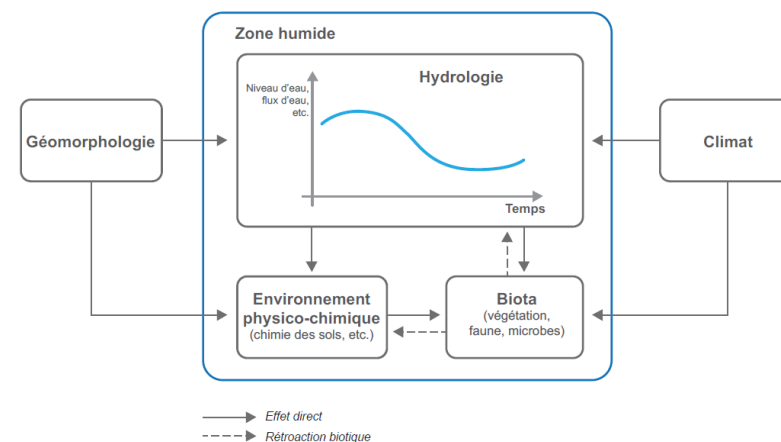 Zone humide
Hydrologie
Niveau d'eau,
flux d'eau,
etc.
Temps
Géomorphologie
Climat
Environnement
physico-chimique
(chimie des sols, etc.)
Biota
(végétation,
faune, microbes)
Effet direct
Rétroaction biotique